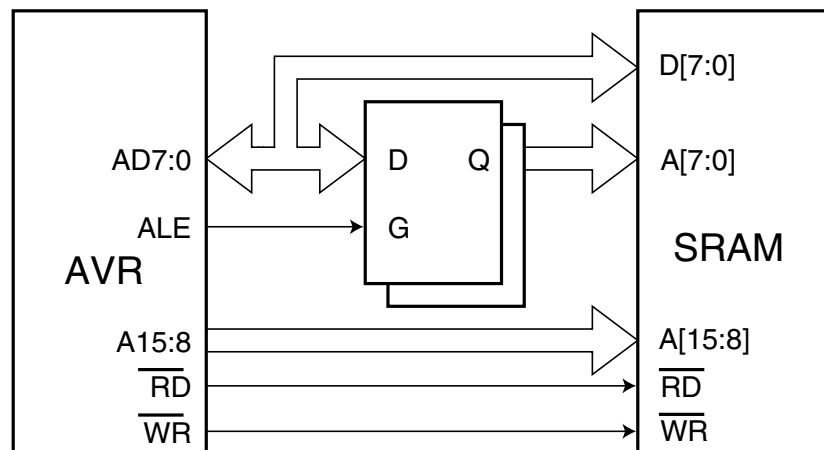 D[7:0]
AD7:0
D
Q
A[7:0]
ALE
G
AVR
SRAM
A15:8
A[15:8]
RD
RD
WR
WR